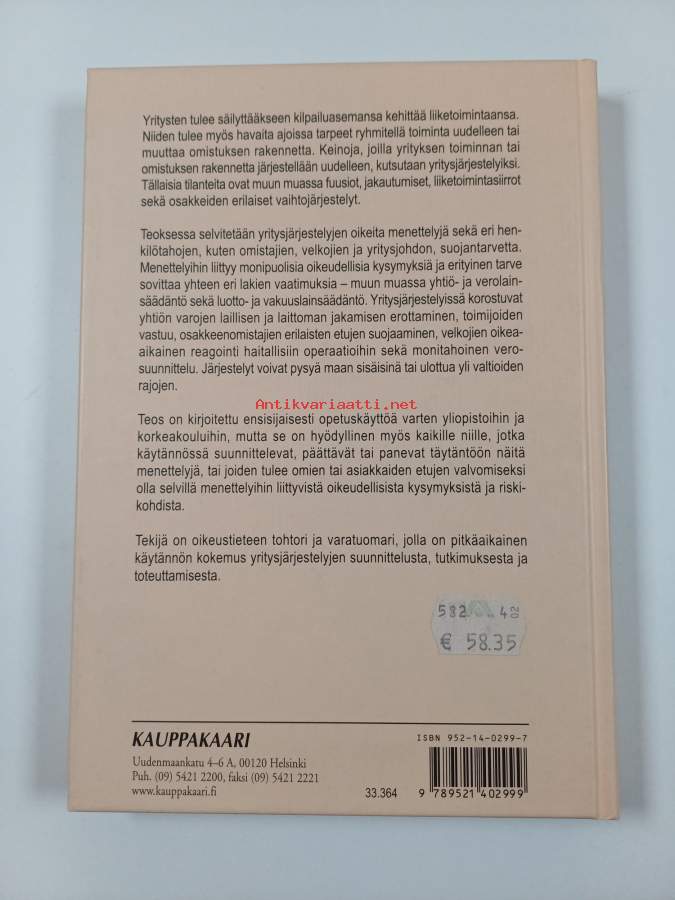 Yritysten tulee säilyttääkseen kilpailuasemansa kehittää liiketoimintaansa.
Niiden tulee myös havaita ajoissa tarpeet ryhmitellä toiminta uudelleen tai
muuttaa omistuksen rakennetta. Keinoja, joilla yrityksen toiminnan tai
omistuksen rakennetta järjestellään uudelleen, kutsutaan yritysjärjestelyiksi.
Tällaisia tilanteita ovat muun muassa fuusiot, jakautumiset, liiketoimintasiirrot
sekä osakkeiden erilaiset vaihtojärjestelyt.
Teoksessa selvitetään yritysjärjestelyjen oikeita menettelyjä sekä eri hen-
kilötahojen, kuten omistajien, velkojien ja yritysjohdon, suojantarvetta.
Menettelyihin liittyy monipuolisia oikeudellisia kysymyksiä ja erityinen tarve
sovittaa yhteen eri lakien vaatimuksia – muun muassa yhtiö- ja verolain-
säädäntö sekä luotto- ja vakuuslainsäädäntö. Yritysjärjestelyissä korostuvat
yhtiön varojen laillisen ja laittoman jakamisen erottaminen, toimijoiden
vastuu, osakkeenomistajien erilaisten etujen suojaaminen, velkojien oikea-
aikainen reagointi haitallisiin operaatioihin sekä monitahoinen vero-
suunnittelu. Järjestelyt voivat pysyä maan sisäisinä tai ulottua yli valtioiden
rajojen.
Antikvariaatti.net
Teos on kirjoitettu ensisijaisesti opetuskäyttöä varten yliopistoihin ja
korkeakouluihin, mutta se on hyödyllinen myös kaikille niille, jotka
käytännössä suunnittelevat, päättävät tai panevat täytäntöön näitä
menettelyjä, tai joiden tulee omien tai asiakkaiden etujen valvomiseksi
olla selvillä menettelyihin liittyvistä oikeudellisista kysymyksistä ja riski-
kohdista.
Tekijä on oikeustieteen tohtori ja varatuomari, jolla on pitkäaikainen
käytännön kokemus yritysjärjestelyjen suunnittelusta, tutkimuksesta ja
toteuttamisesta.
582 4 02
€ 58.35
KAUPPAKAARI
Uudenmaankatu 4–6 A, 00120 Helsinki
Puh. (09) 5421 2200, faksi (09) 5421 2221
www.kauppakaari.fi
33.364
ISBN 952-14-0299-7
9 789521 402999